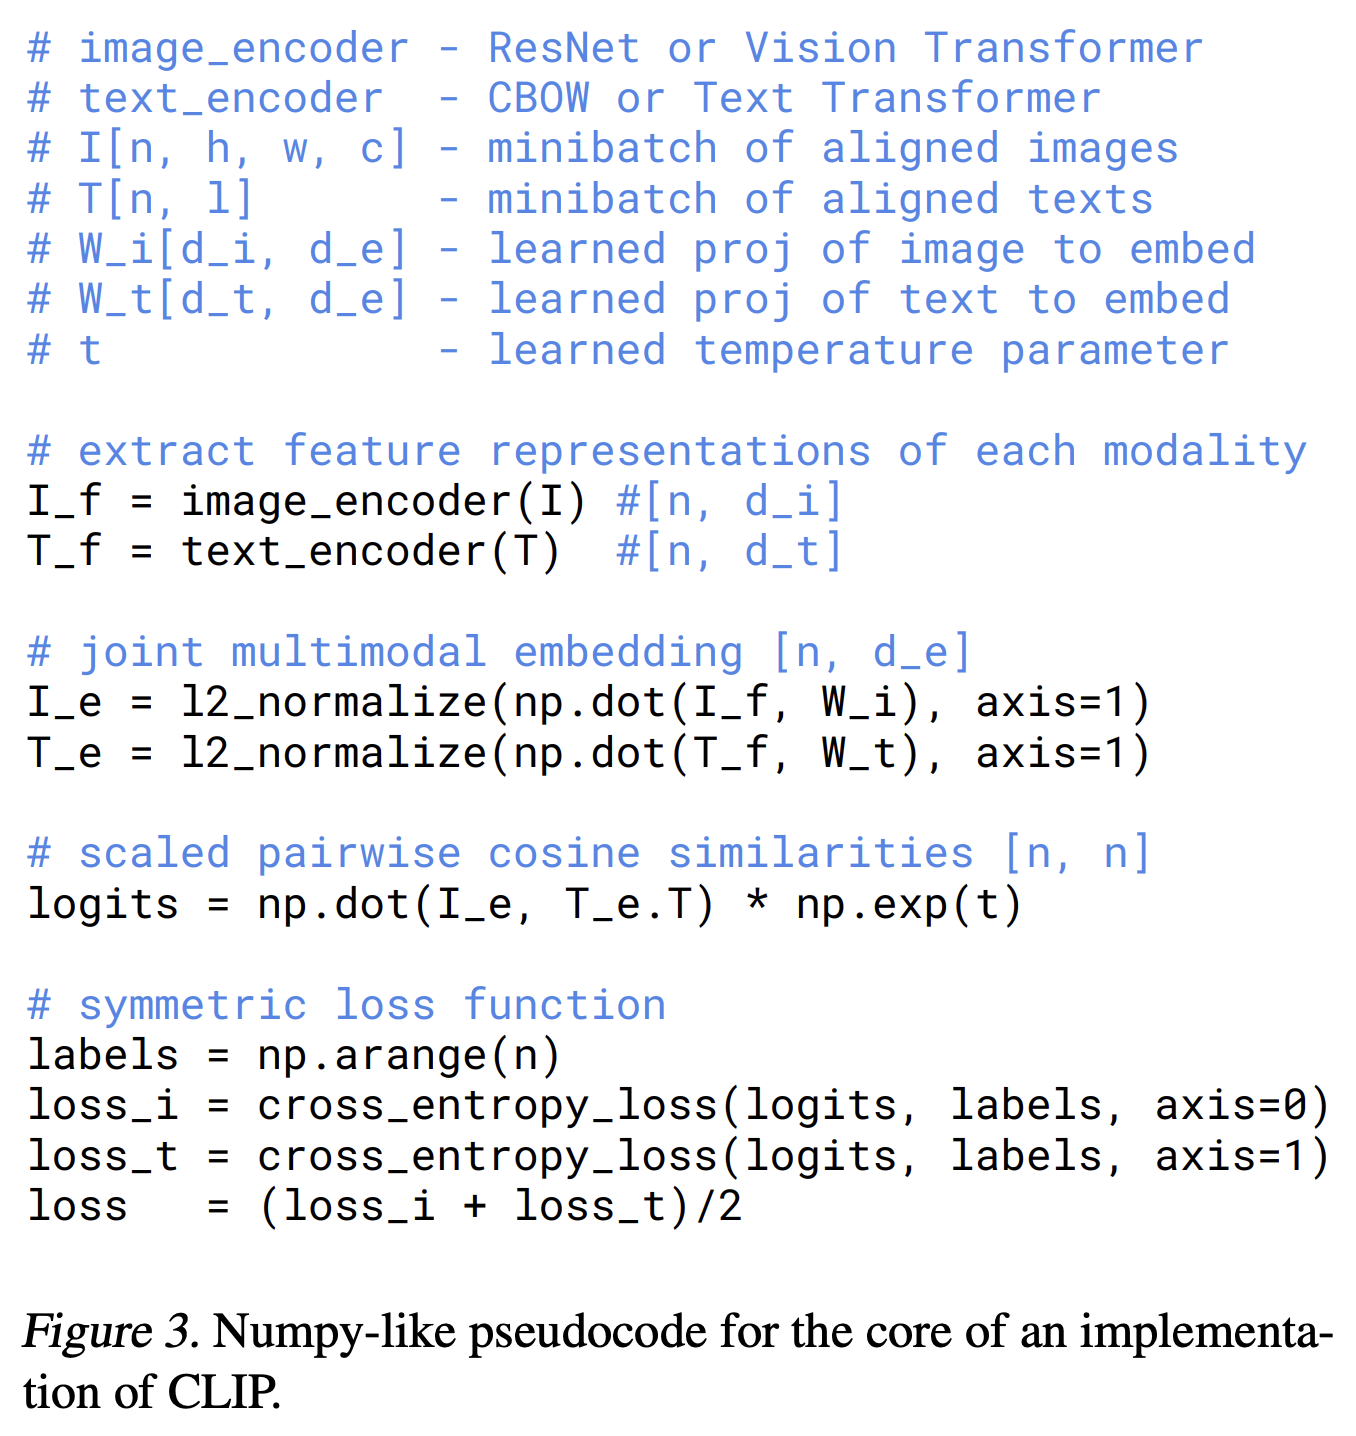 # image_encoder - ResNet or Vision Transformer
# text_encoder  - CBOW or Text Transformer
# I[n, h, w, c] - minibatch of aligned images
# T[n, l]       - minibatch of aligned texts
# W_i[d_i, d_e] - learned proj of image to embed
# W_t[d_t, d_e] - learned proj of text to embed
# t             - learned temperature parameter

# extract feature representations of each modality
I_f = image_encoder(I) #[n, d_i]
T_f = text_encoder(T)  #[n, d_t]

# joint multimodal embedding [n, d_e]
I_e = l2_normalize(np.dot(I_f, W_i), axis=1)
T_e = l2_normalize(np.dot(T_f, W_t), axis=1)

# scaled pairwise cosine similarities [n, n]
logits = np.dot(I_e, T_e.T) * np.exp(t)

# symmetric loss function
labels = np.arange(n)
loss_i = cross_entropy_loss(logits, labels, axis=0)
loss_t = cross_entropy_loss(logits, labels, axis=1)
loss   = (loss_i + loss_t)/2

Figure 3. Numpy-like pseudocode for the core of an implementa-
tion of CLIP.